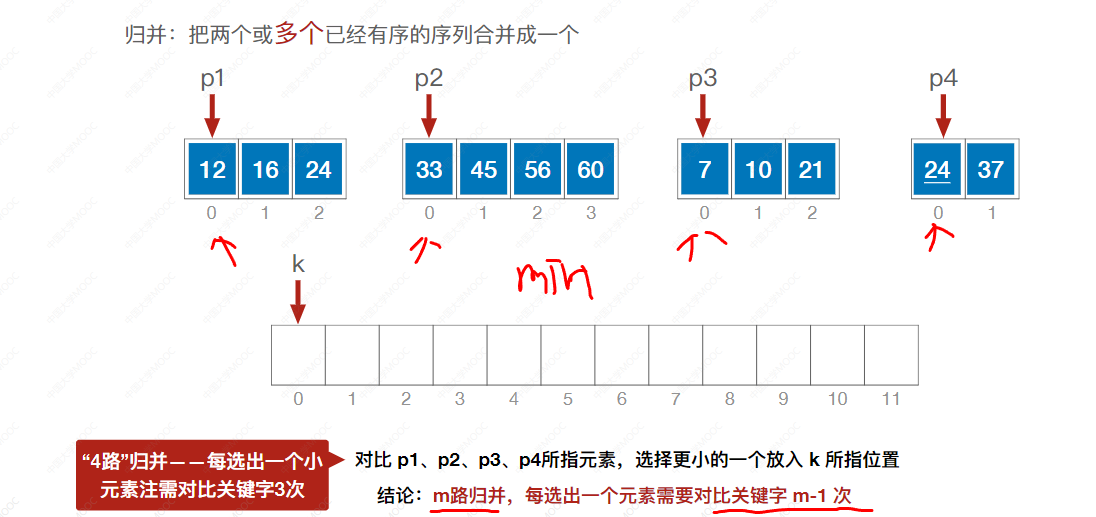 归并：把两个或多个已经有序的序列合并成一个
p1 p2 p3 p4
12 16 24 33 45 56 60 7 10 21 24 37
0 1 2 0 1 2 3 0 1 2 0 1
min
k
0 1 2 3 4 5 6 7 8 9 10 11
“4路”归并——每选出一个小
元素注需对比关键字3次
对比 p1、p2、p3、p4所指元素，选择更小的一个放入 k 所指位置
结论：m路归并，每选出一个元素需要对比关键字 m-1 次